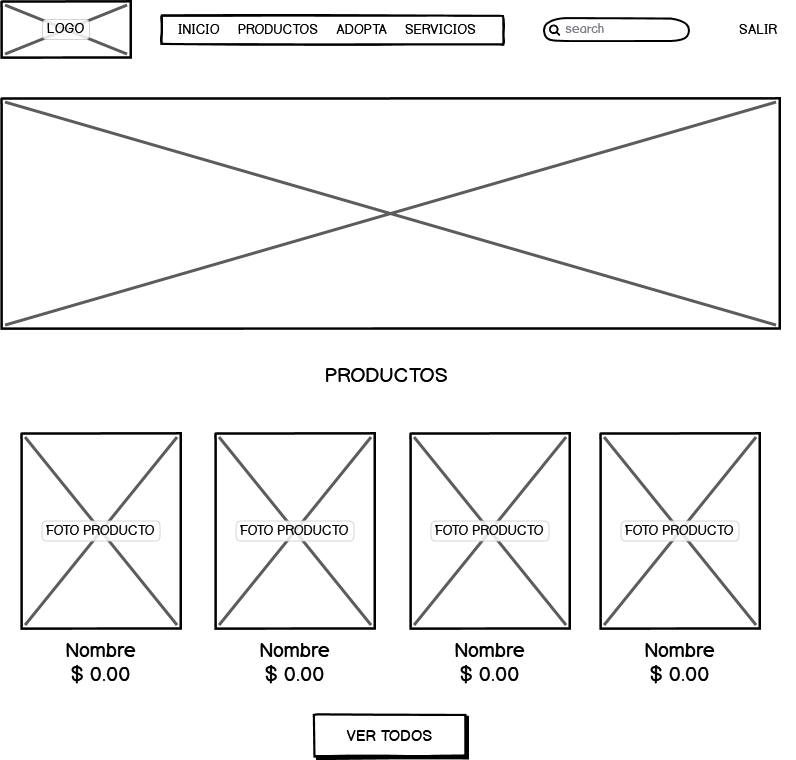 LOGO
INICIO PRODUCTOS ADOPTA SERVICIOS
search
SALIR
PRODUCTOS
FOTO PRODUCTO FOTO PRODUCTO FOTO PRODUCTO FOTO PRODUCTO
Nombre Nombre Nombre Nombre
$ 0.00 $ 0.00 $ 0.00 $ 0.00
VER TODOS